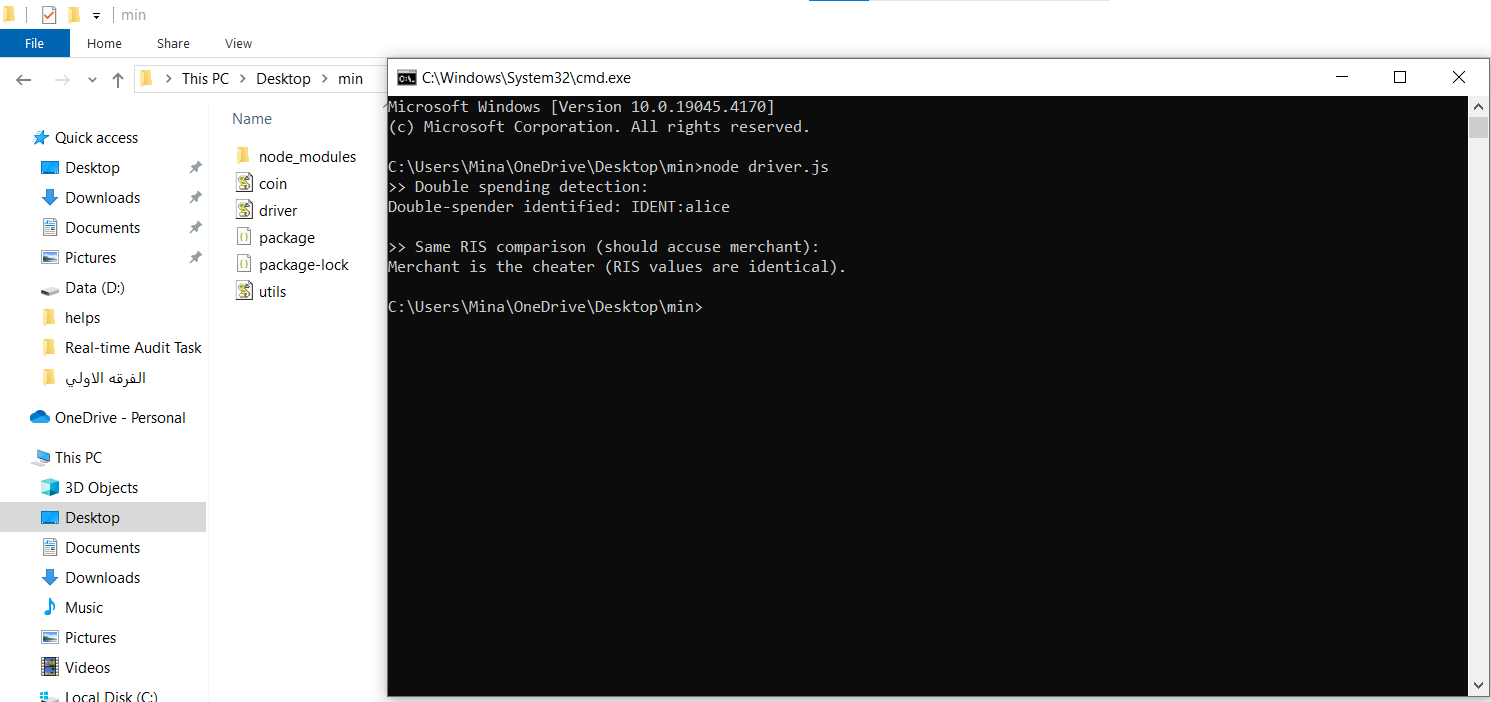 min
File
Home
Share
View
This PC
Desktop
min
Quick access
Desktop
Downloads
Documents
Pictures
Data (D:)
helps
Real-time Audit Task
الفرقه الاولي
OneDrive - Personal
This PC
3D Objects
Desktop
Documents
Downloads
Music
Pictures
Videos
Local Disk (C:)
Name
node_modules
coin
driver
package
package-lock
utils
C:\Windows\System32\cmd.exe
Microsoft Windows [Version 10.0.19045.4170]
(c) Microsoft Corporation. All rights reserved.
C:\Users\Mina\OneDrive\Desktop\min>node driver.js
>> Double spending detection:
Double-spender identified: IDENT:alice
>> Same RIS comparison (should accuse merchant):
Merchant is the cheater (RIS values are identical).
C:\Users\Mina\OneDrive\Desktop\min>